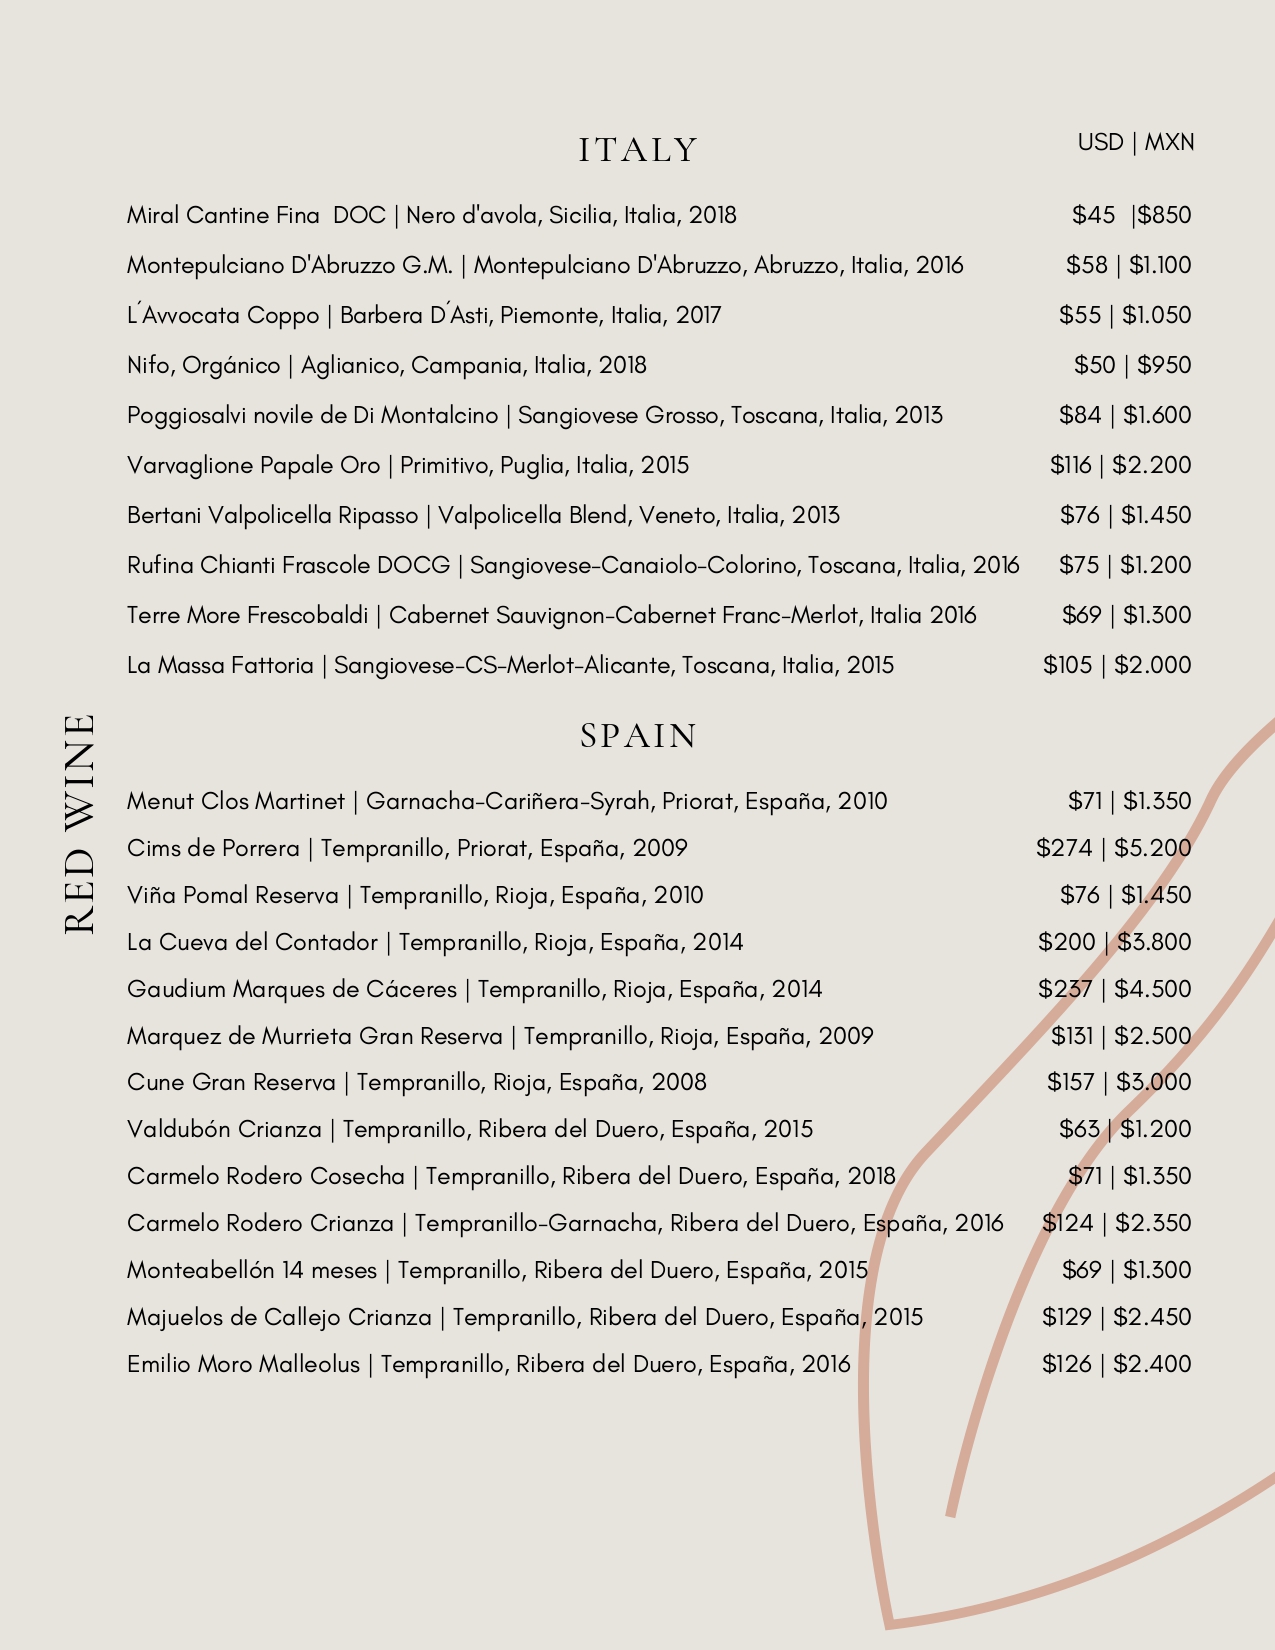 ITALY
USD | MXN
Miral Cantine Fina  DOC | Nero d'avola, Sicilia, Italia, 2018 $45  |$850
Montepulciano D'Abruzzo G.M. | Montepulciano D'Abruzzo, Abruzzo, Italia, 2016 $58 | $1.100
L´Avvocata Coppo | Barbera D´Asti, Piemonte, Italia, 2017 $55 | $1.050
Nifo, Orgánico | Aglianico, Campania, Italia, 2018 $50 | $950
Poggiosalvi novile de Di Montalcino | Sangiovese Grosso, Toscana, Italia, 2013 $84 | $1.600
Varvaglione Papale Oro | Primitivo, Puglia, Italia, 2015 $116 | $2.200
Bertani Valpolicella Ripasso | Valpolicella Blend, Veneto, Italia, 2013 $76 | $1.450
Rufina Chianti Frascole DOCG | Sangiovese-Canaiolo-Colorino, Toscana, Italia, 2016 $75 | $1.200
Terre More Frescobaldi | Cabernet Sauvignon-Cabernet Franc-Merlot, Italia 2016 $69 | $1.300
La Massa Fattoria | Sangiovese-CS-Merlot-Alicante, Toscana, Italia, 2015 $105 | $2.000
RED WINE
SPAIN
Menut Clos Martinet | Garnacha-Cariñera-Syrah, Priorat, España, 2010 $71 | $1.350
Cims de Porrera | Tempranillo, Priorat, España, 2009 $274 | $5.200
Viña Pomal Reserva | Tempranillo, Rioja, España, 2010 $76 | $1.450
La Cueva del Contador | Tempranillo, Rioja, España, 2014 $200 | $3.800
Gaudium Marques de Cáceres | Tempranillo, Rioja, España, 2014 $237 | $4.500
Marquez de Murrieta Gran Reserva | Tempranillo, Rioja, España, 2009 $131 | $2.500
Cune Gran Reserva | Tempranillo, Rioja, España, 2008 $157 | $3.000
Valdubón Crianza | Tempranillo, Ribera del Duero, España, 2015 $63 | $1.200
Carmelo Rodero Cosecha | Tempranillo, Ribera del Duero, España, 2018 $71 | $1.350
Carmelo Rodero Crianza | Tempranillo-Garnacha, Ribera del Duero, España, 2016 $124 | $2.350
Monteabellón 14 meses | Tempranillo, Ribera del Duero, España, 2015 $69 | $1.300
Majuelos de Callejo Crianza | Tempranillo, Ribera del Duero, España, 2015 $129 | $2.450
Emilio Moro Malleolus | Tempranillo, Ribera del Duero, España, 2016 $126 | $2.400